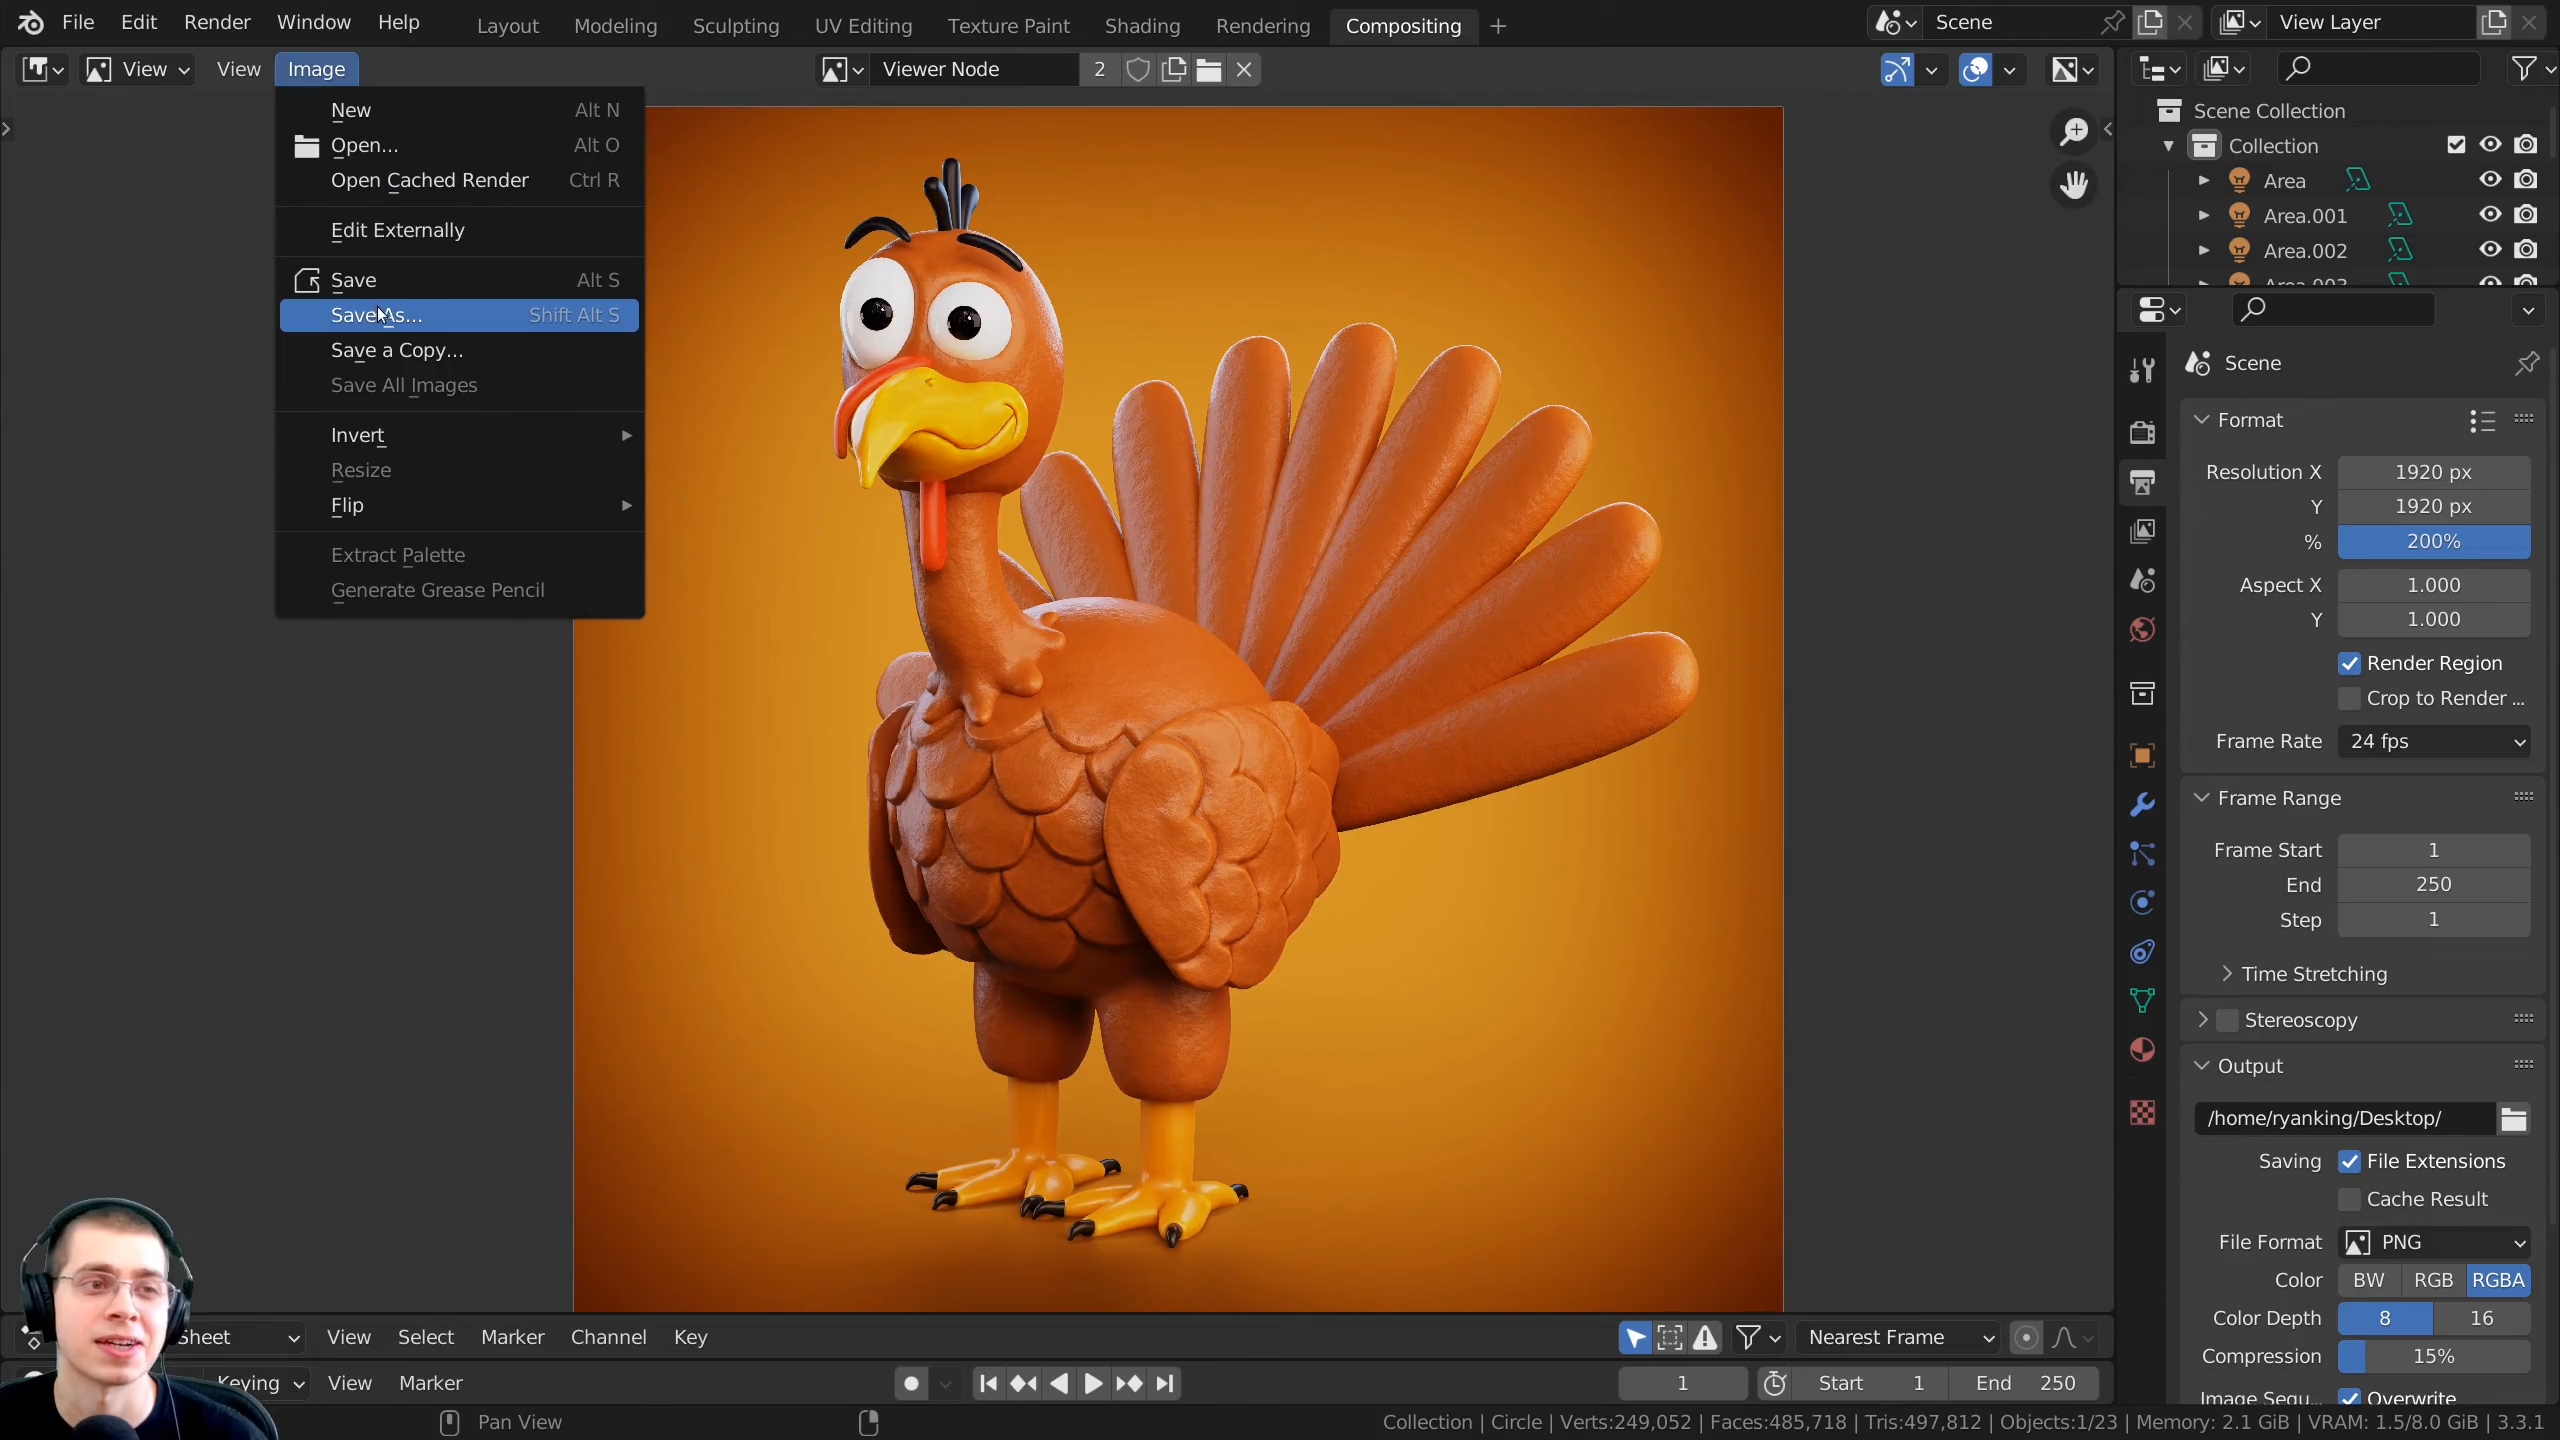 File Edit Render Window Help Layout Modeling Sculpting UV Editing Texture Paint Shading Rendering Compositing + Scene View Layer
View View Image Viewer Node 2
New Alt N
Open... Alt O
Open Cached Render Ctrl R
Edit Externally
Save Alt S
Save As... Shift Alt S
Save a Copy...
Save All Images
Invert
Resize
Flip
Extract Palette
Generate Grease Pencil
Scene Collection
Collection
Area
Area.001
Area.002
Area.003
Scene
Format
Resolution X 1920 px
Y 1920 px
% 200%
Aspect X 1.000
Y 1.000
Render Region
Crop to Render ...
Frame Rate 24 fps
Frame Range
Frame Start 1
End 250
Step 1
Time Stretching
Stereoscopy
Output
/home/ryanking/Desktop/
Saving File Extensions
Cache Result
File Format PNG
Color BW RGB RGBA
Color Depth 8 16
Compression 15%
Image Sequ... Overwrite
Sheet View Select Marker Channel Key Nearest Frame
Keying View Marker 1 Start 1 End 250
Pan View Collection | Circle | Verts:249,052 | Faces:485,718 | Tris:497,812 | Objects:1/23 | Memory: 2.1 GiB | VRAM: 1.5/8.0 GiB | 3.3.1